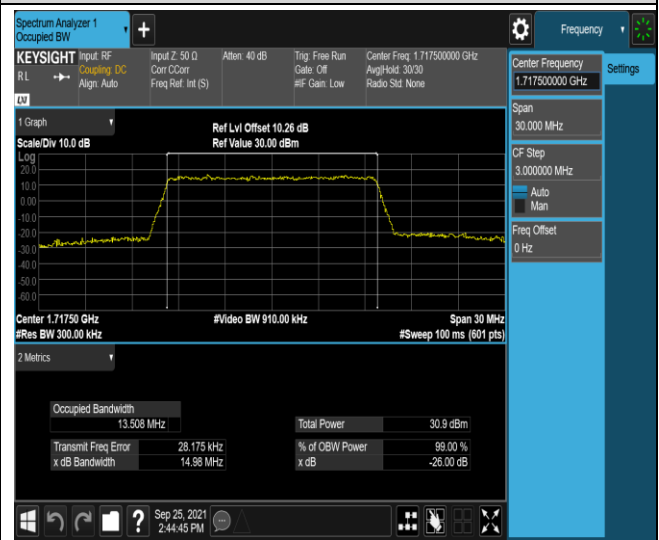 Spectrum Analyzer 1
Occupied BW
Frequency
KEYSIGHT
Input: RF
Coupling: DC
Align: Auto
Input Z: 50 Ω
Corr CCorr
Freq Ref: Int (S)
Atten: 40 dB
Trig: Free Run
Gate: Off
#IF Gain: Low
Center Freq: 1.717500000 GHz
Avg|Hold: 30/30
Radio Std: None
R L
LXI
Center Frequency
1.717500000 GHz
Settings
Span
30.000 MHz
CF Step
3.000000 MHz
Auto
Man
Freq Offset
0 Hz
1 Graph
Ref Lvl Offset 10.26 dB
Scale/Div 10.0 dB
Ref Value 30.00 dBm
Log
20.0
10.0
0.00
-10.0
-20.0
-30.0
-40.0
-50.0
-60.0
Center 1.71750 GHz
#Video BW 910.00 kHz
Span 30 MHz
#Res BW 300.00 kHz
#Sweep 100 ms (601 pts)
2 Metrics
Occupied Bandwidth
13.508 MHz
Total Power 30.9 dBm
Transmit Freq Error 28.175 kHz
% of OBW Power 99.00 %
x dB Bandwidth 14.98 MHz
x dB -26.00 dB
Sep 25, 2021
2:44:45 PM